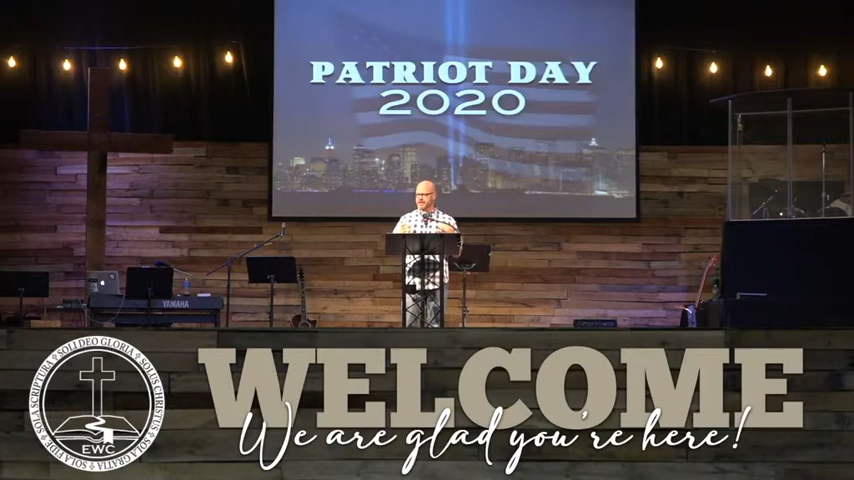 PATRIOT DAY
2020
YAMAHA
WELCOME
We are glad you're here!
SOLI DEO GLORIA
SOLUS CHRISTUS
SOLA GRATIA
SOLA FIDE
SOLA SCRIPTURA
EWC